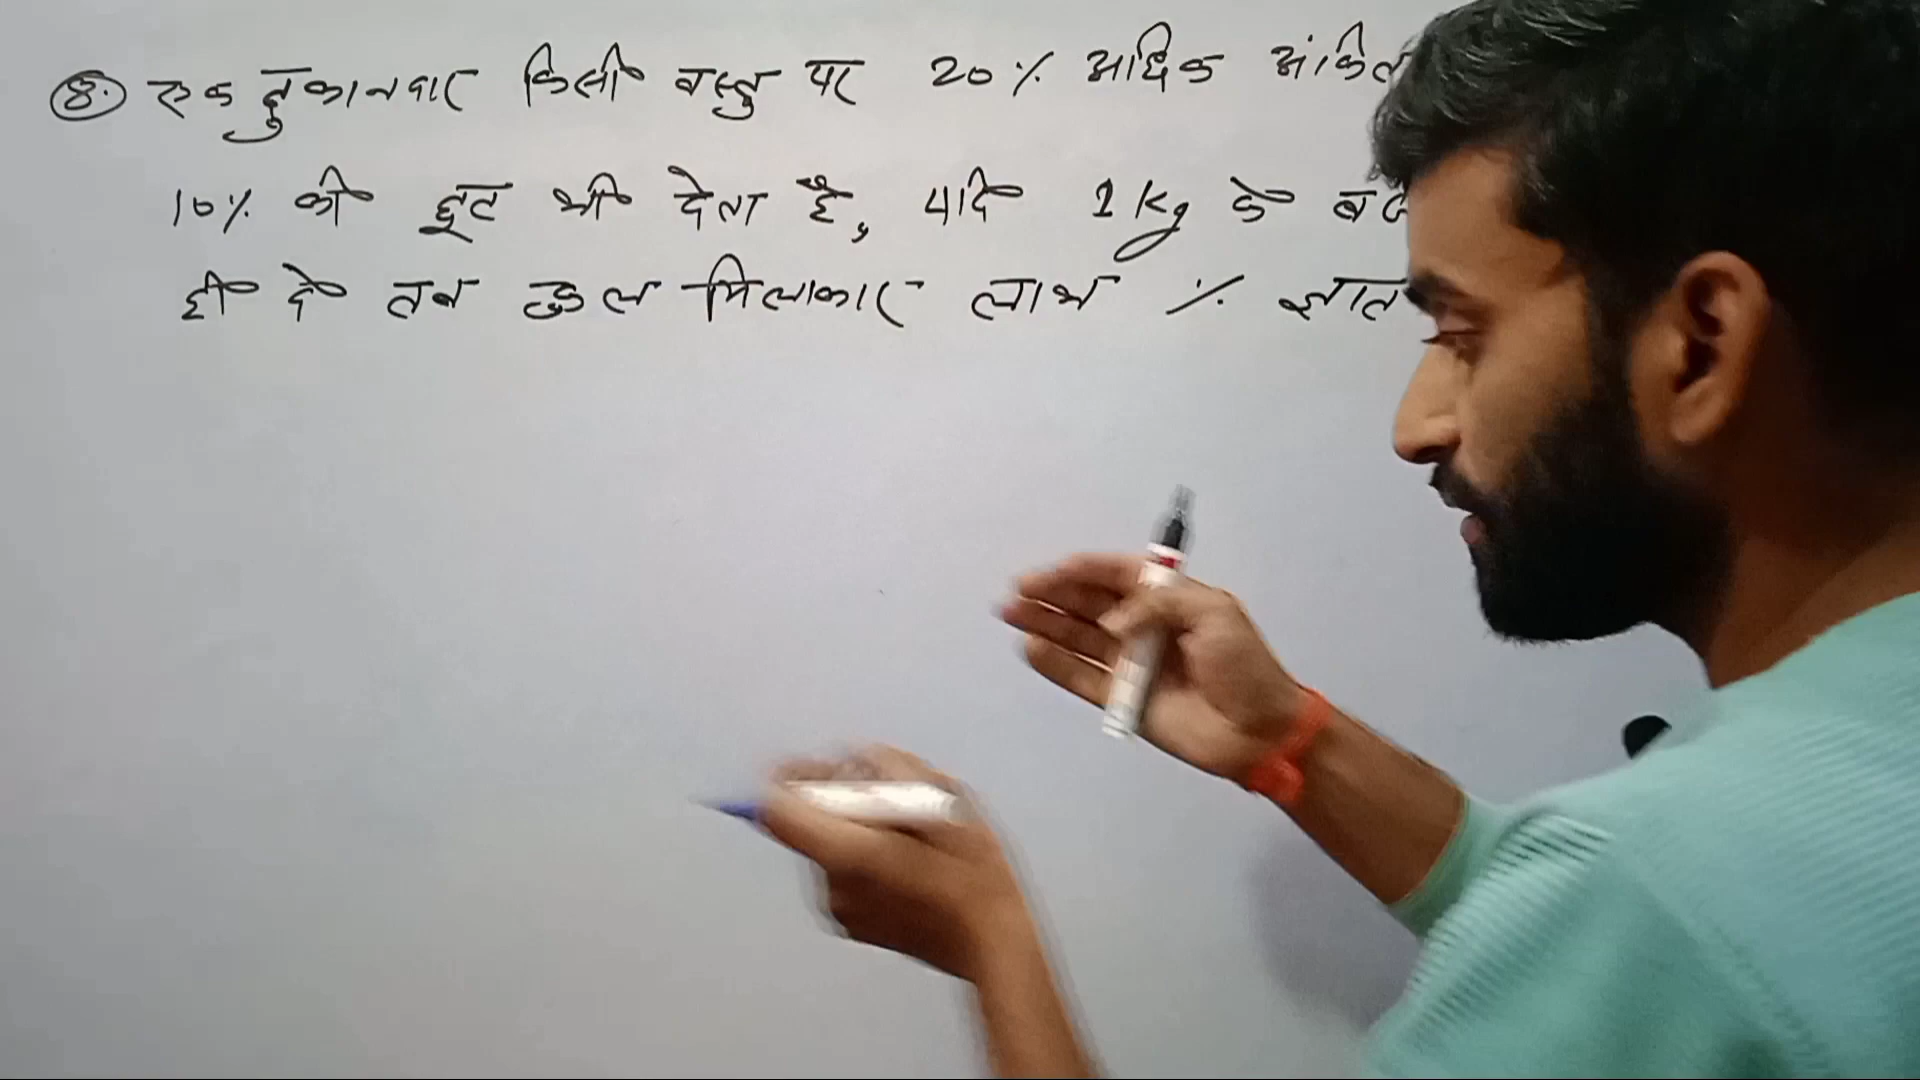 8. एक दुकानदार किसी वस्तु पर 20% अधिक अंकित
10% की छूट भी देता है, यदि 1 kg के
ही दे तब कुल मिलाकर लाभ % ज्ञात